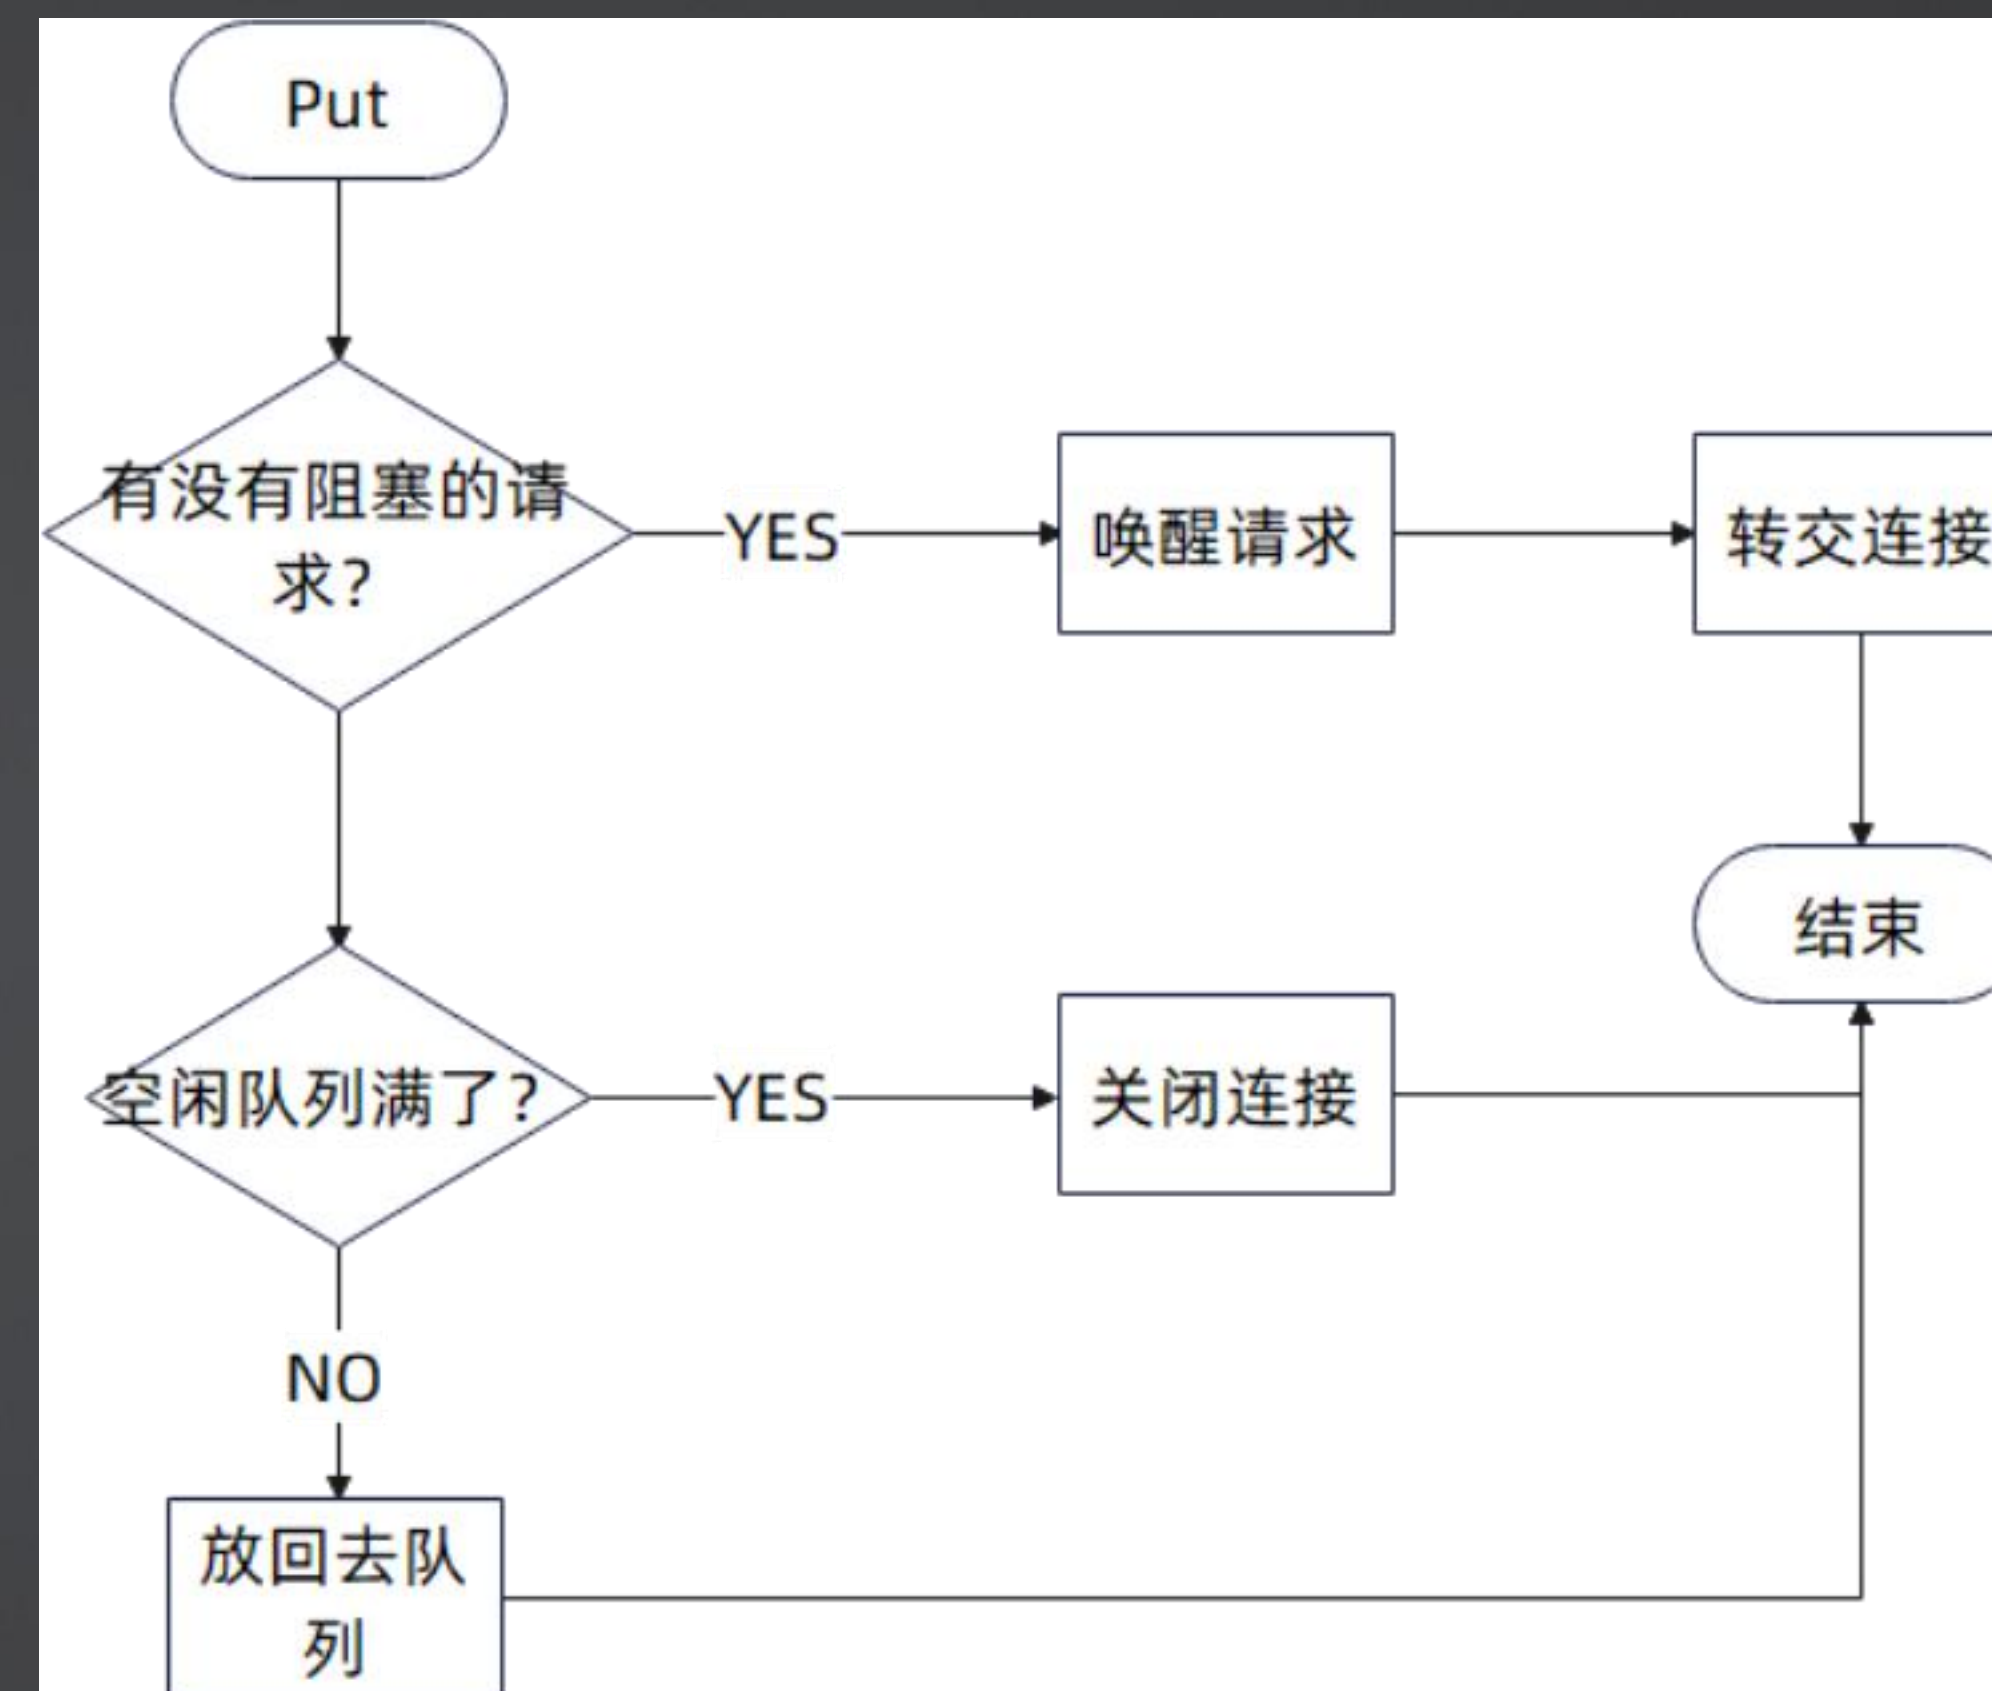 Put
有没有阻塞的请
求?
YES
唤醒请求
转交连接
结束
空闲队列满了?
YES
关闭连接
NO
放回去队
列